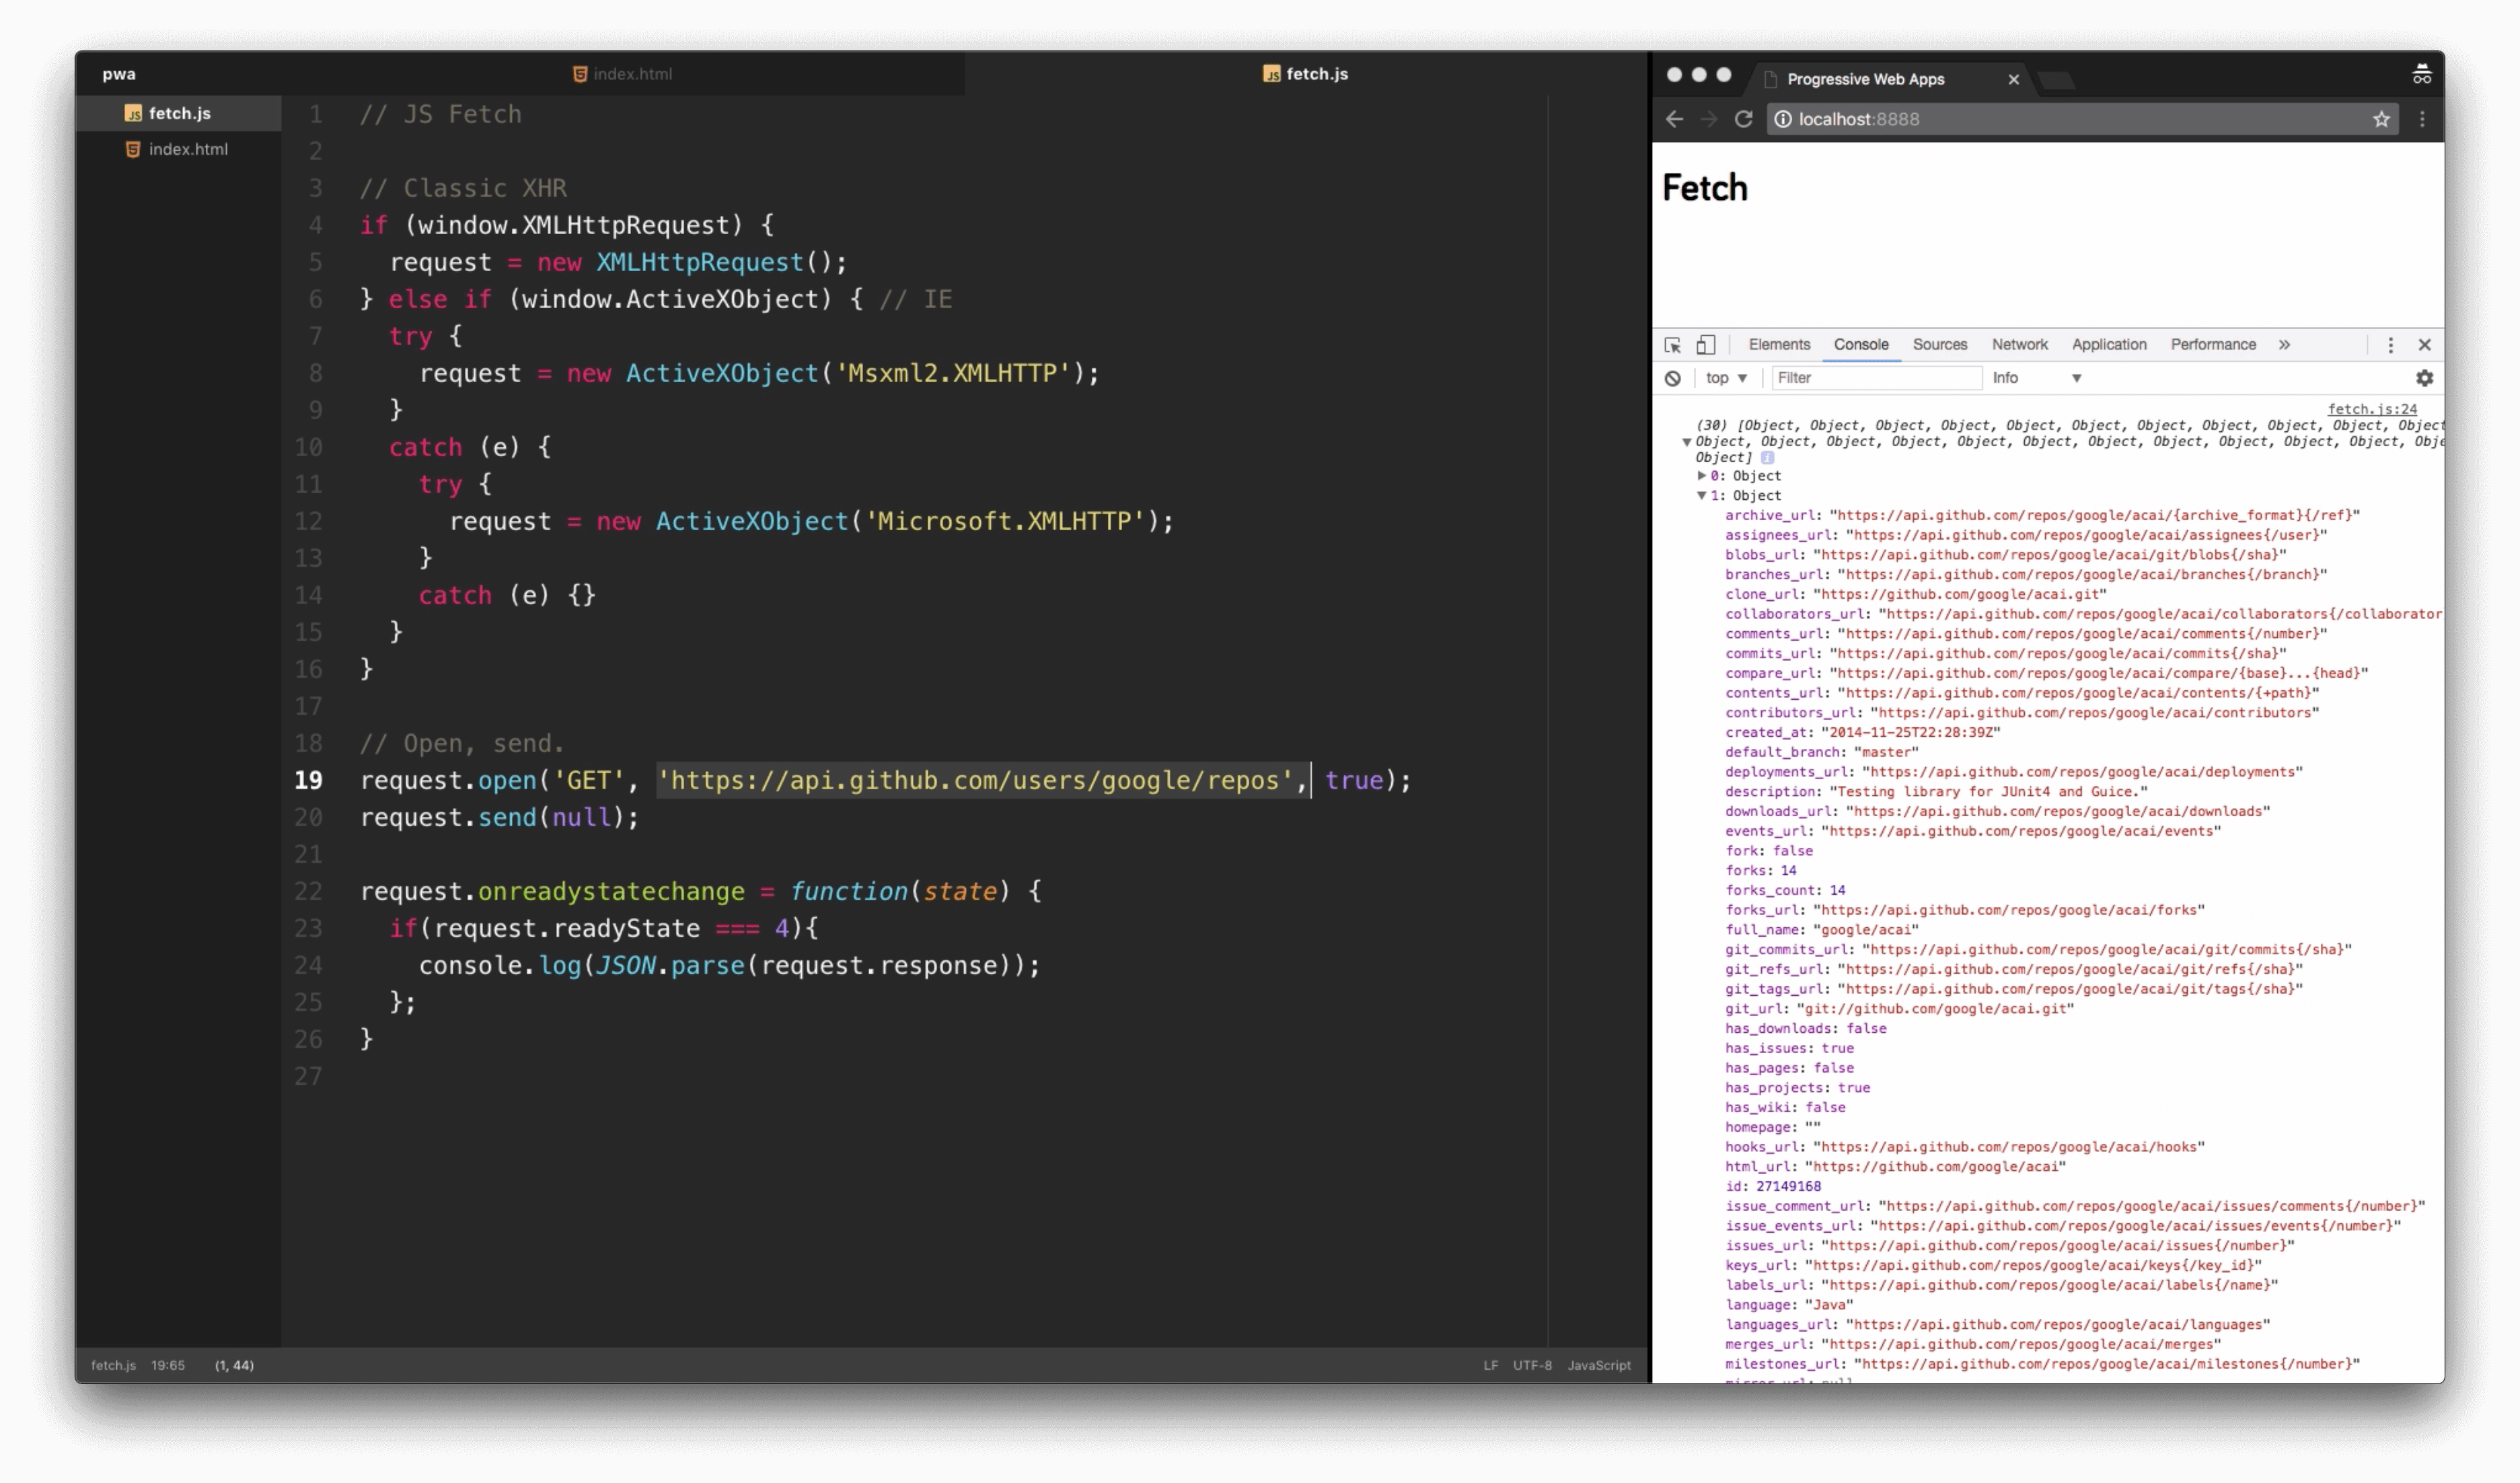 pwa
index.html
fetch.js
fetch.js
index.html
1 // JS Fetch
2
3 // Classic XHR
4 if (window.XMLHttpRequest) {
5 request = new XMLHttpRequest();
6 } else if (window.ActiveXObject) { // IE
7 try {
8 request = new ActiveXObject('Msxml2.XMLHTTP');
9 }
10 catch (e) {
11 try {
12 request = new ActiveXObject('Microsoft.XMLHTTP');
13 }
14 catch (e) {}
15 }
16 }
17
18 // Open, send.
19 request.open('GET', 'https://api.github.com/users/google/repos', true);
20 request.send(null);
21
22 request.onreadystatechange = function(state) {
23 if(request.readyState === 4){
24 console.log(JSON.parse(request.response));
25 };
26 }
27
fetch.js 19:65 (1, 44)
LF UTF-8 JavaScript
Progressive Web Apps
localhost:8888
Fetch
Elements Console Sources Network Application Performance »
top Filter Info
fetch.js:24
(30) [Object, Object, Object, Object, Object, Object, Object, Object, Object, Object, Object, Object
Object, Object, Object, Object, Object, Object, Object, Object, Object, Object, Object, Obje
Object]
0: Object
1: Object
archive_url: "https://api.github.com/repos/google/acai/{archive_format}{/ref}"
assignees_url: "https://api.github.com/repos/google/acai/assignees{/user}"
blobs_url: "https://api.github.com/repos/google/acai/git/blobs{/sha}"
branches_url: "https://api.github.com/repos/google/acai/branches{/branch}"
clone_url: "https://github.com/google/acai.git"
collaborators_url: "https://api.github.com/repos/google/acai/collaborators{/collaborator
comments_url: "https://api.github.com/repos/google/acai/comments{/number}"
commits_url: "https://api.github.com/repos/google/acai/commits{/sha}"
compare_url: "https://api.github.com/repos/google/acai/compare/{base}...{head}"
contents_url: "https://api.github.com/repos/google/acai/contents/{+path}"
contributors_url: "https://api.github.com/repos/google/acai/contributors"
created_at: "2014-11-25T22:28:39Z"
default_branch: "master"
deployments_url: "https://api.github.com/repos/google/acai/deployments"
description: "Testing library for JUnit4 and Guice."
downloads_url: "https://api.github.com/repos/google/acai/downloads"
events_url: "https://api.github.com/repos/google/acai/events"
fork: false
forks: 14
forks_count: 14
forks_url: "https://api.github.com/repos/google/acai/forks"
full_name: "google/acai"
git_commits_url: "https://api.github.com/repos/google/acai/git/commits{/sha}"
git_refs_url: "https://api.github.com/repos/google/acai/git/refs{/sha}"
git_tags_url: "https://api.github.com/repos/google/acai/git/tags{/sha}"
git_url: "git://github.com/google/acai.git"
has_downloads: false
has_issues: true
has_pages: false
has_projects: true
has_wiki: false
homepage: ""
hooks_url: "https://api.github.com/repos/google/acai/hooks"
html_url: "https://github.com/google/acai"
id: 27149168
issue_comment_url: "https://api.github.com/repos/google/acai/issues/comments{/number}"
issue_events_url: "https://api.github.com/repos/google/acai/issues/events{/number}"
issues_url: "https://api.github.com/repos/google/acai/issues{/number}"
keys_url: "https://api.github.com/repos/google/acai/keys{/key_id}"
labels_url: "https://api.github.com/repos/google/acai/labels{/name}"
language: "Java"
languages_url: "https://api.github.com/repos/google/acai/languages"
merges_url: "https://api.github.com/repos/google/acai/merges"
milestones_url: "https://api.github.com/repos/google/acai/milestones{/number}"